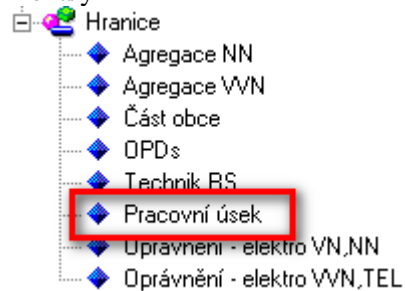 Hranice
Agregace NN
Agregace VVN
Část obce
OPDs
Technik RS
Pracovní úsek
Oprávnění - elektro VN,NN
Oprávnění - elektro VVN,TEL